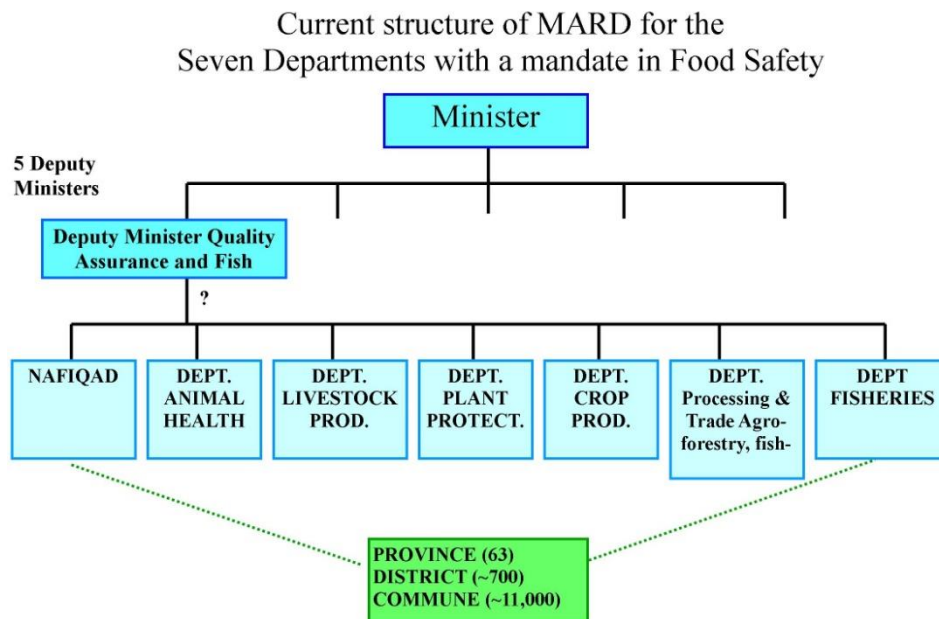 Current structure of MARD for the
Seven Departments with a mandate in Food Safety
Minister
5 Deputy
Ministers
Deputy Minister Quality
Assurance and Fish
?
NAFIQAD
DEPT.
ANIMAL
HEALTH
DEPT.
LIVESTOCK
PROD.
DEPT.
PLANT
PROTECT.
DEPT.
CROP
PROD.
DEPT.
Processing &
Trade Agro-
forestry, fish-
DEPT
FISHERIES
PROVINCE (63)
DISTRICT (~700)
COMMUNE (~11,000)